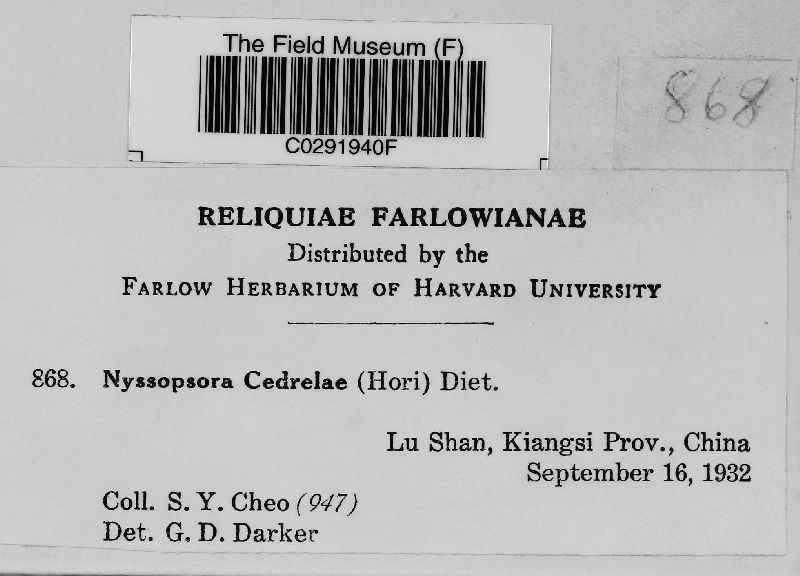 The Field Museum (F)
C0291940F
868
RELIQUIAE FARLOWIANAE
Distributed by the
FARLOW HERBARIUM OF HARVARD UNIVERSITY
868. Nyssopsora Cedrelae (Hori) Diet.
Lu Shan, Kiangsi Prov., China
September 16, 1932
Coll. S. Y. Cheo (947)
Det. G. D. Darker